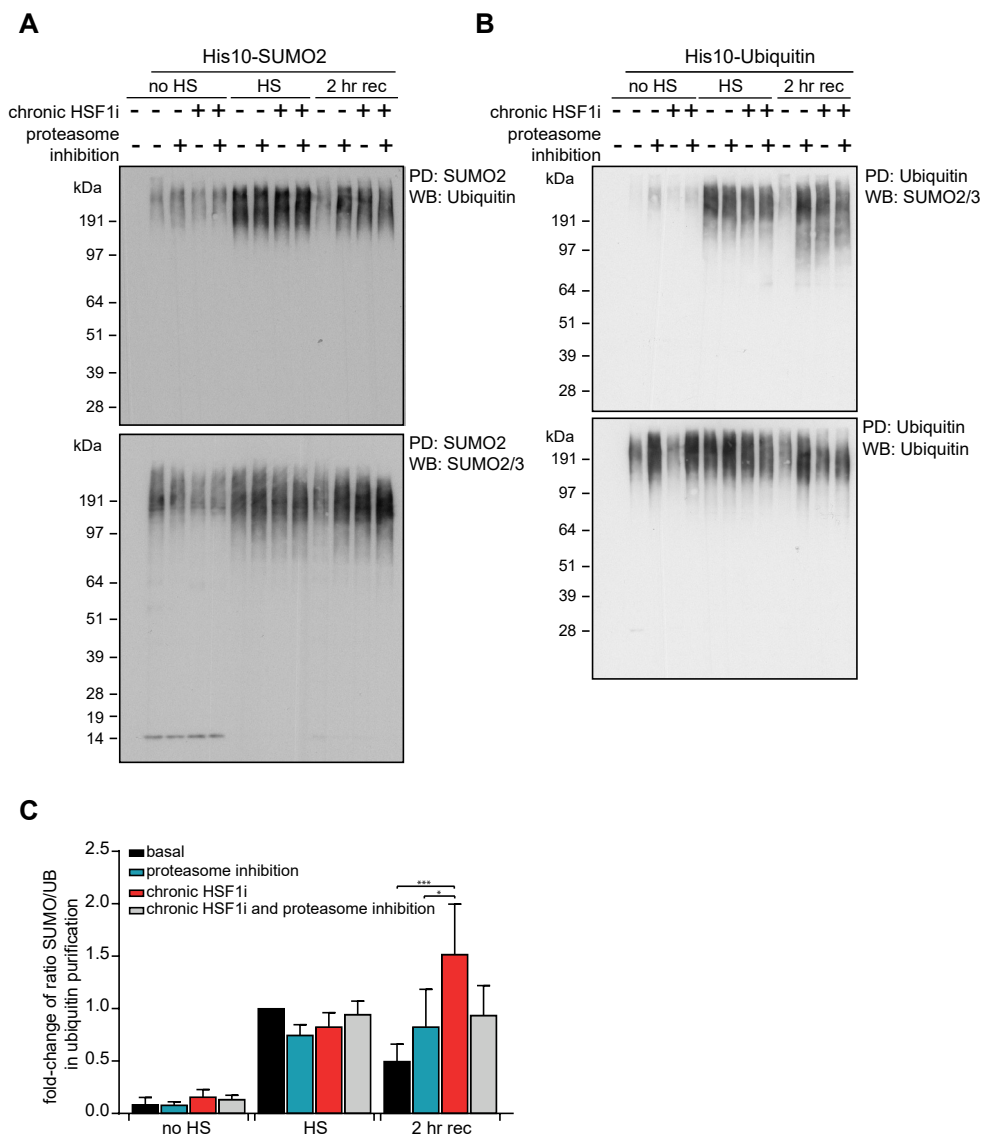 A
His10-SUMO2
no HS HS 2 hr rec
chronic HSF1i - - - + + - - + + - - + +
proteasome
inhibition - - + - + - + - + - + - +
kDa
191
97
64
51
39
28
PD: SUMO2
WB: Ubiquitin
kDa
191
97
64
51
39
28
19
14
PD: SUMO2
WB: SUMO2/3
B
His10-Ubiquitin
no HS HS 2 hr rec
chronic HSF1i - - - + + - - + + - - + +
proteasome
inhibition - - + - + - + - + - + - +
kDa
191
97
64
51
39
28
PD: Ubiquitin
WB: SUMO2/3
kDa
191
97
64
51
39
28
PD: Ubiquitin
WB: Ubiquitin
C
fold-change of ratio SUMO/UB
in ubiquitin purification
2.5
2.0
1.5
1.0
0.5
0.0
basal
proteasome inhibition
chronic HSF1i
chronic HSF1i and proteasome inhibition
***
*
no HS HS 2 hr rec